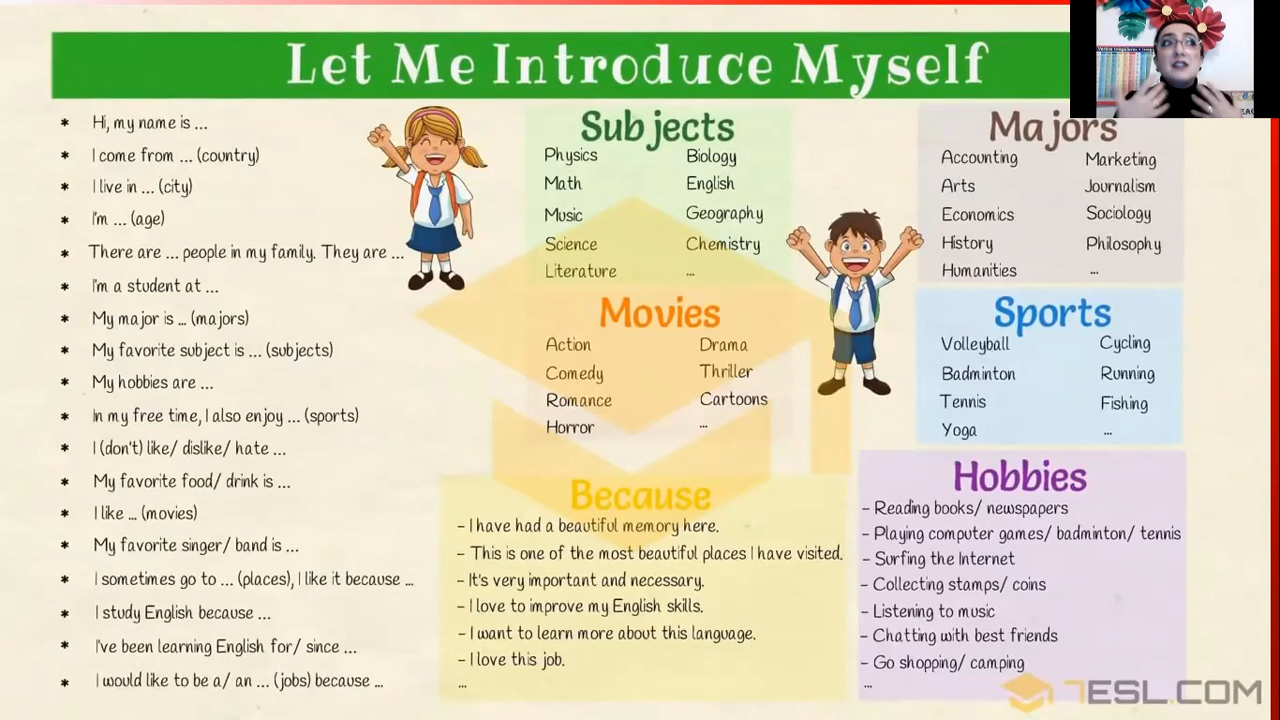 Let Me Introduce Myself
* Hi, my name is ...
* I come from ... (country)
* I live in ... (city)
* I'm ... (age)
* There are ... people in my family. They are ...
* I'm a student at ...
* My major is ... (majors)
* My favorite subject is ... (subjects)
* My hobbies are ...
* In my free time, I also enjoy ... (sports)
* I (don't) like/ dislike/ hate ...
* My favorite food/ drink is ...
* I like ... (movies)
* My favorite singer/ band is ...
* I sometimes go to ... (places), I like it because ...
* I study English because ...
* I've been learning English for/ since ...
* I would like to be a/ an ... (jobs) because ...
Subjects
Physics Biology
Math English
Music Geography
Science Chemistry
Literature ...
Movies
Action Drama
Comedy Thriller
Romance Cartoons
Horror ...
Because
- I have had a beautiful memory here.
- This is one of the most beautiful places I have visited.
- It's very important and necessary.
- I love to improve my English skills.
- I want to learn more about this language.
- I love this job.
...
Majors
Accounting Marketing
Arts Journalism
Economics Sociology
History Philosophy
Humanities ...
Sports
Volleyball Cycling
Badminton Running
Tennis Fishing
Yoga ...
Hobbies
- Reading books/ newspapers
- Playing computer games/ badminton/ tennis
- Surfing the Internet
- Collecting stamps/ coins
- Listening to music
- Chatting with best friends
- Go shopping/ camping
...
7ESL.COM